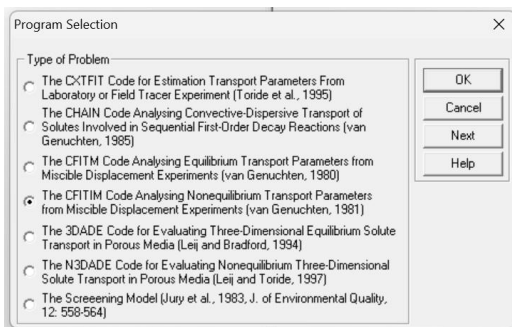 Program Selection
Type of Problem
The CXTFIT Code for Estimation Transport Parameters From
Laboratory or Field Tracer Experiment (Toride et al., 1995)
The CHAIN Code Analysing Convective-Dispersive Transport of
Solutes Involved in Sequential First-Order Decay Reactions (van
Genuchten, 1985)
The CFITM Code Analysing Equilibrium Transport Parameters from
Miscible Displacement Experiments (van Genuchten, 1980)
The CFITIM Code Analysing Nonequilibrium Transport Parameters
from Miscible Displacement Experiments (van Genuchten, 1981)
The 3DADE Code for Evaluating Three-Dimensional Equilibrium Solute
Transport in Porous Media (Leij and Bradford, 1994)
The N3DADE Code for Evaluating Nonequilibrium Three-Dimensional
Solute Transport in Porous Media (Leij and Toride, 1997)
The Screeening Model (Jury et al., 1983, J. of Environmental Quality,
12: 558-564)
OK
Cancel
Next
Help